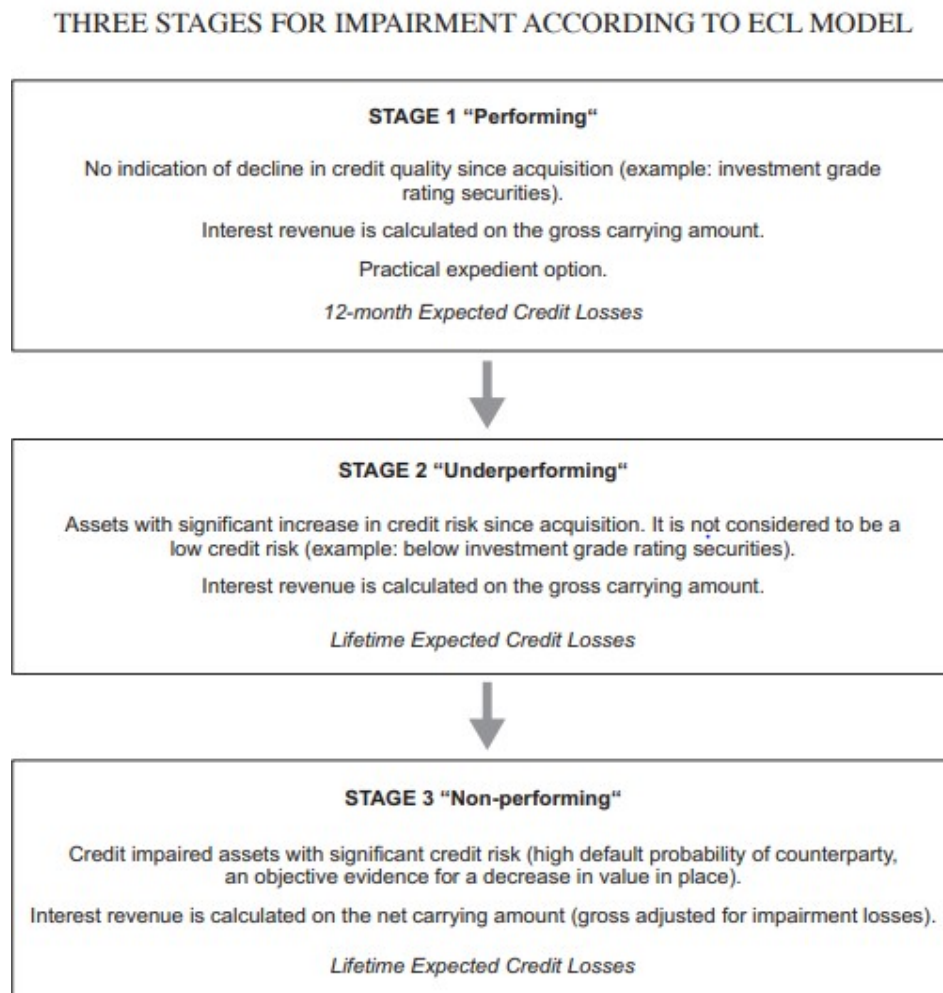 THREE STAGES FOR IMPAIRMENT ACCORDING TO ECL MODEL
STAGE 1 “Performing“
No indication of decline in credit quality since acquisition (example: investment grade
rating securities).
Interest revenue is calculated on the gross carrying amount.
Practical expedient option.
12-month Expected Credit Losses
STAGE 2 “Underperforming“
Assets with significant increase in credit risk since acquisition. It is not considered to be a
low credit risk (example: below investment grade rating securities).
Interest revenue is calculated on the gross carrying amount.
Lifetime Expected Credit Losses
STAGE 3 “Non-performing“
Credit impaired assets with significant credit risk (high default probability of counterparty,
an objective evidence for a decrease in value in place).
Interest revenue is calculated on the net carrying amount (gross adjusted for impairment losses).
Lifetime Expected Credit Losses